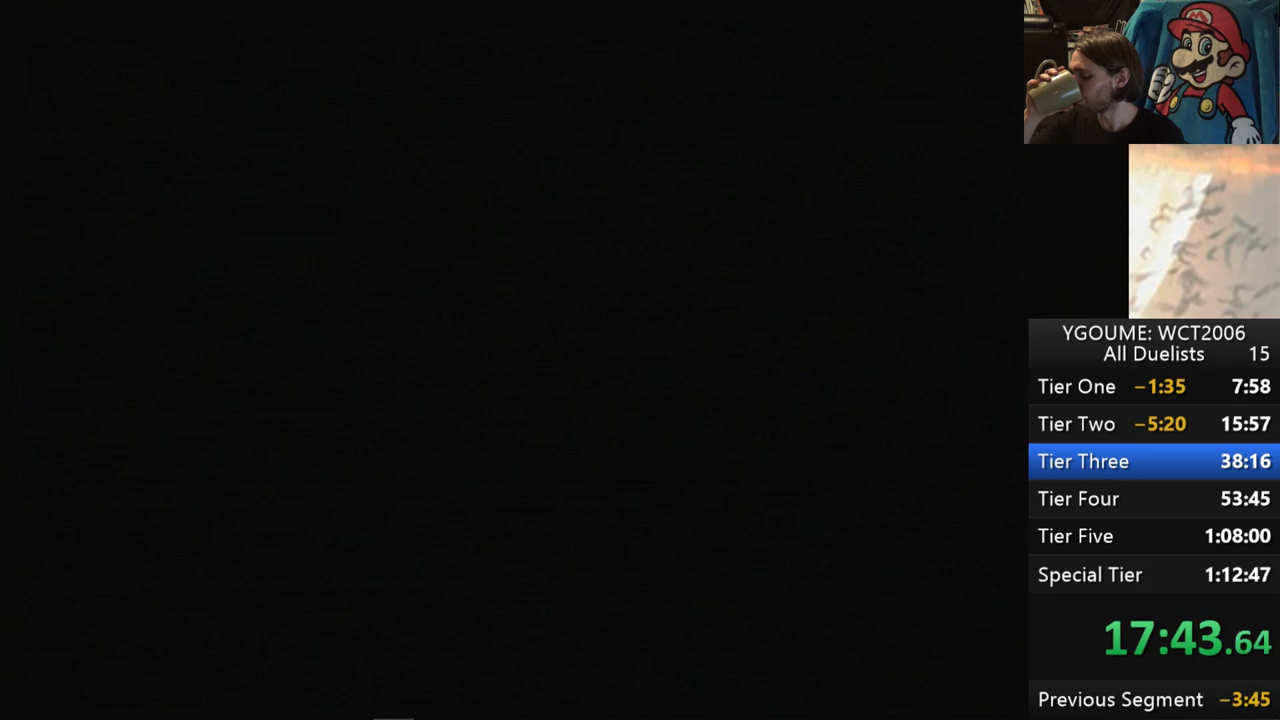 YGOUME: WCT2006
All Duelists 15
Tier One −1:35 7:58
Tier Two −5:20 15:57
Tier Three 38:16
Tier Four 53:45
Tier Five 1:08:00
Special Tier 1:12:47
17:43.64
Previous Segment −3:45